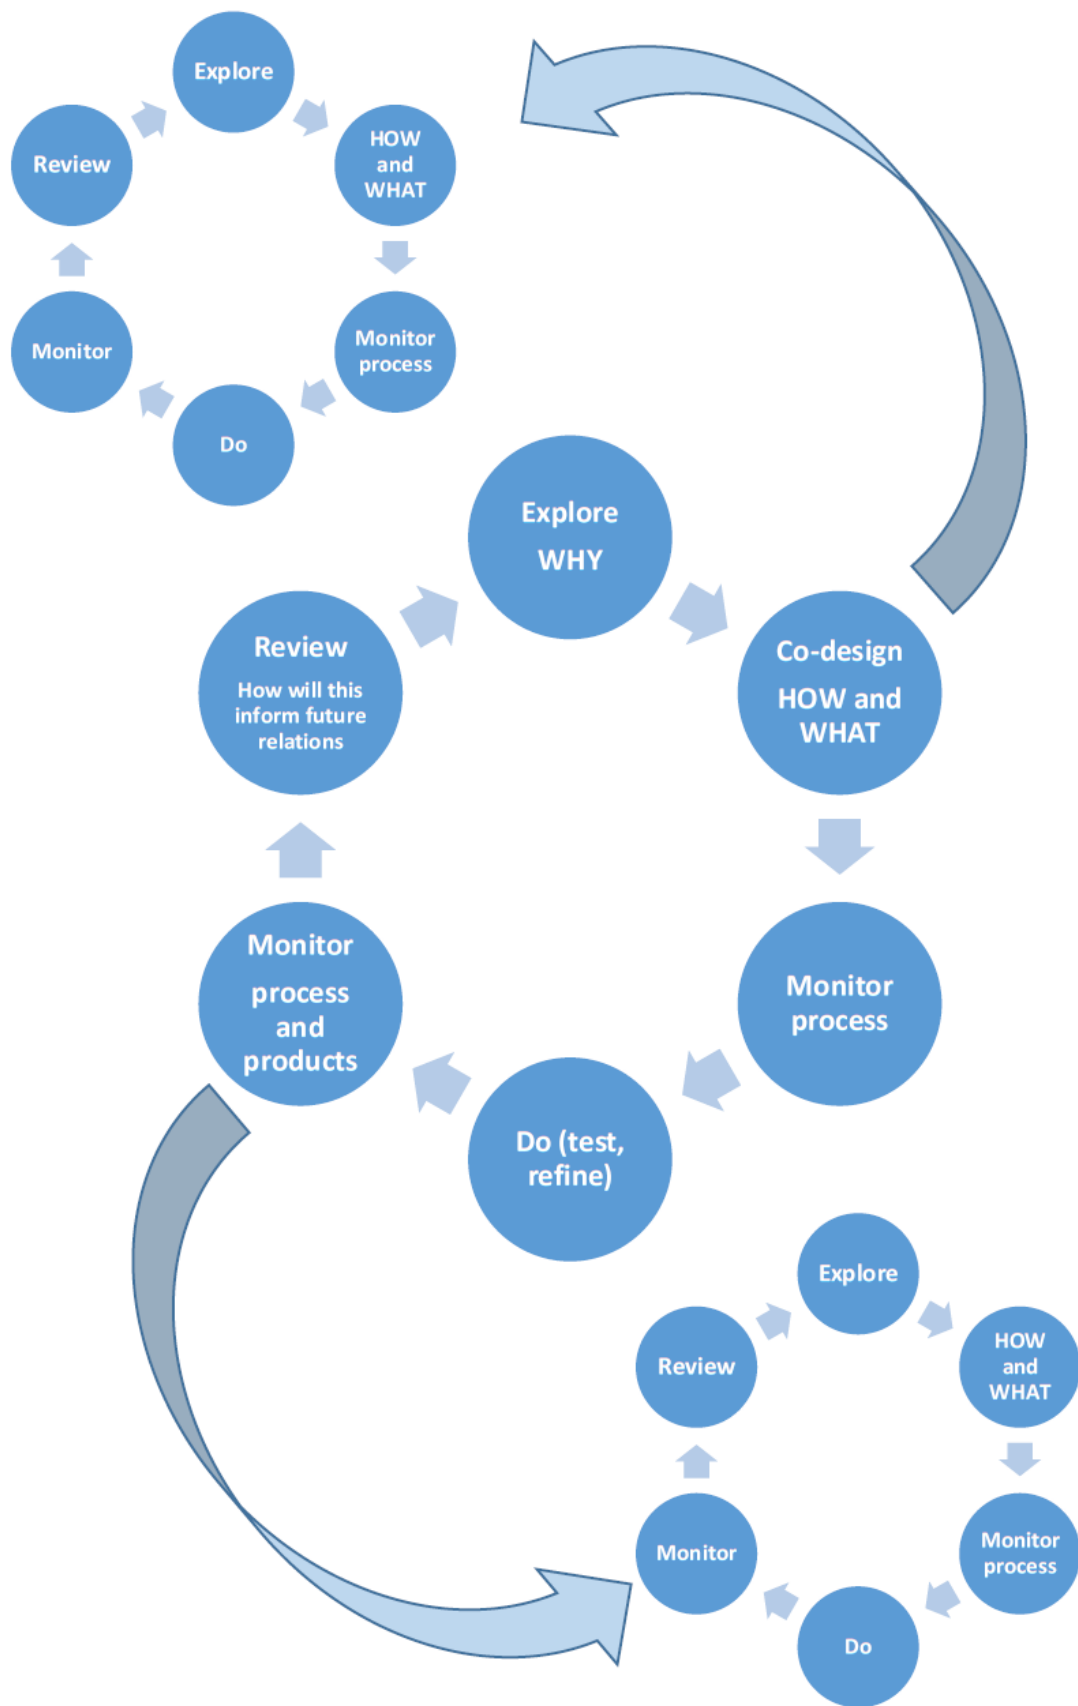 Explore
HOW
and
WHAT
Monitor
process
Do
Monitor
Review
Explore
WHY
Co-design
HOW and
WHAT
Monitor
process
Do (test,
refine)
Monitor
process
and
products
Review
How will this
inform future
relations
Explore
HOW
and
WHAT
Monitor
process
Do
Monitor
Review